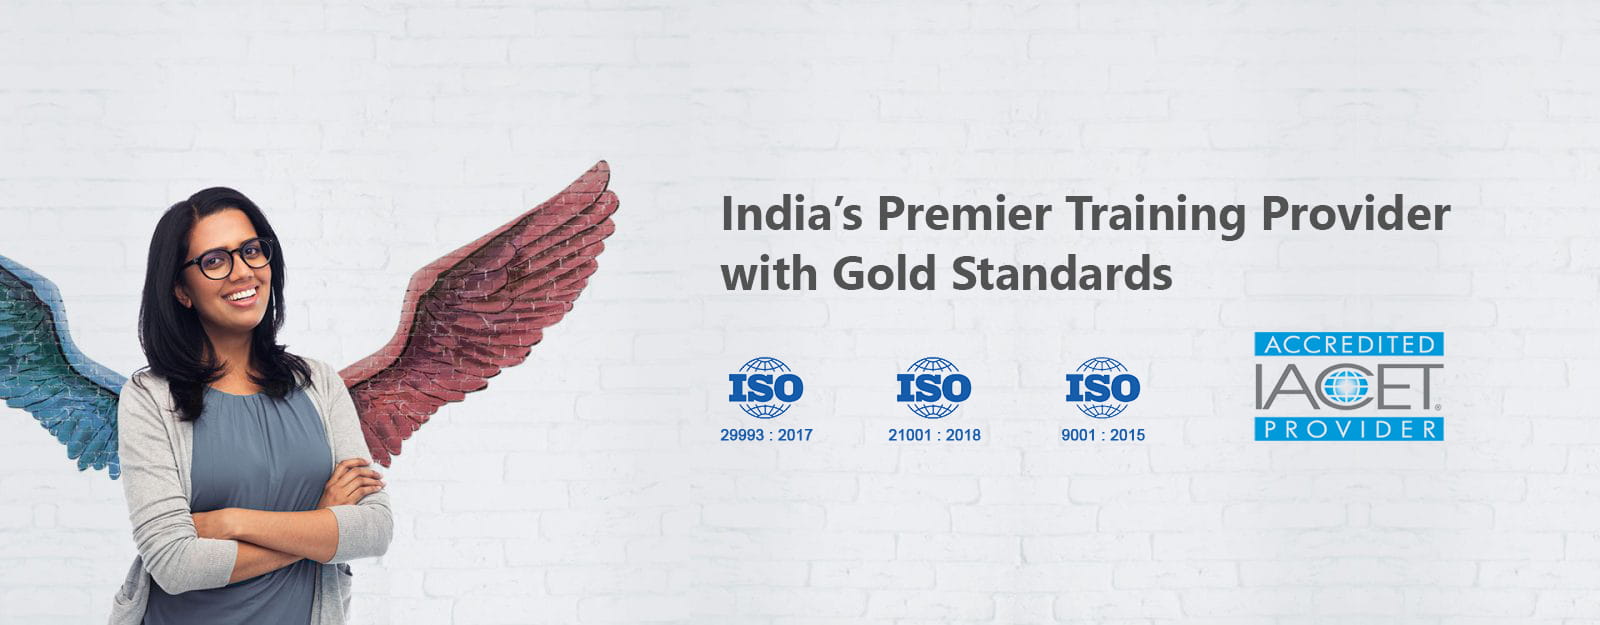 India’s Premier Training Provider
with Gold Standards
ISO
29993 : 2017
ISO
21001 : 2018
ISO
9001 : 2015
ACCREDITED
IACET®
PROVIDER